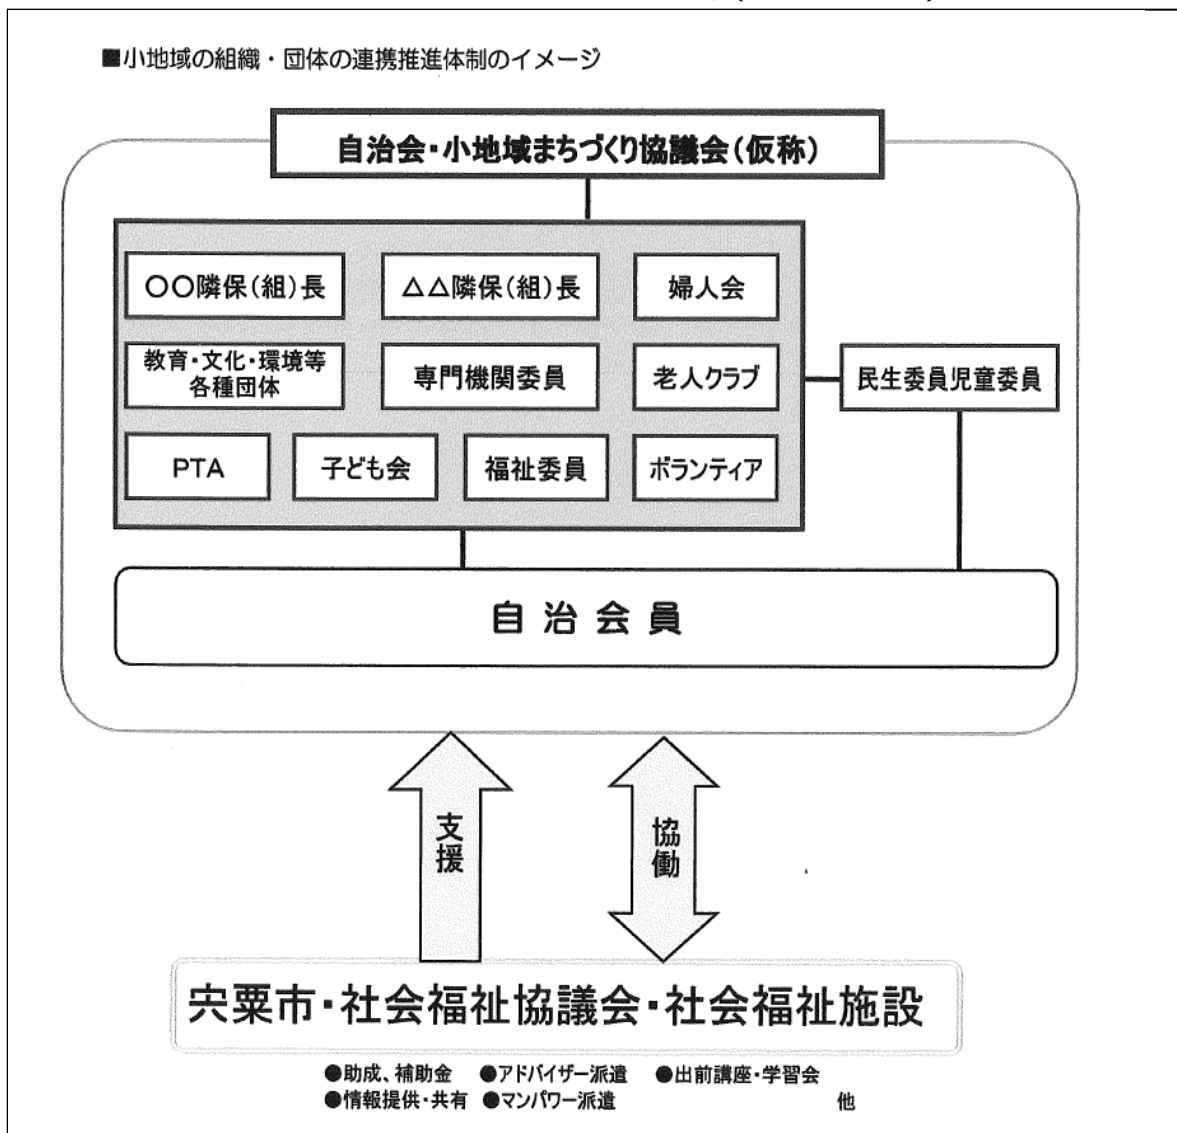 ■小地域の組織・団体の連携推進体制のイメージ
自治会・小地域まちづくり協議会(仮称)
〇〇隣保(組)長
△△隣保(組)長
婦人会
教育・文化・環境等
各種団体
専門機関委員
老人クラブ
民生委員児童委員
PTA
子ども会
福祉委員
ボランティア
自治会員
支援
協働
宍粟市・社会福祉協議会・社会福祉施設
●助成、補助金 ●アドバイザー派遣 ●出前講座・学習会
●情報提供・共有 ●マンパワー派遣 他